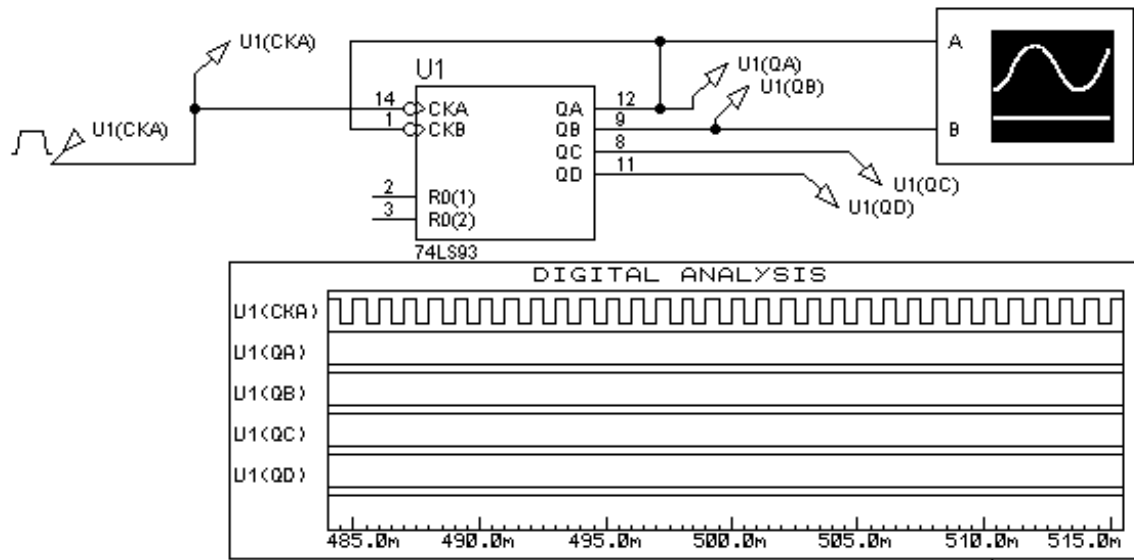 U1(CKA)
U1(CKA)
U1
14
CKA
1
CKB
2
R0(1)
3
R0(2)
QA
12
QB
9
QC
8
QD
11
74LS93
U1(QA)
U1(QB)
U1(QC)
U1(QD)
A
B
DIGITAL ANALYSIS
U1(CKA)
U1(QA)
U1(QB)
U1(QC)
U1(QD)
485.0m 490.0m 495.0m 500.0m 505.0m 510.0m 515.0m